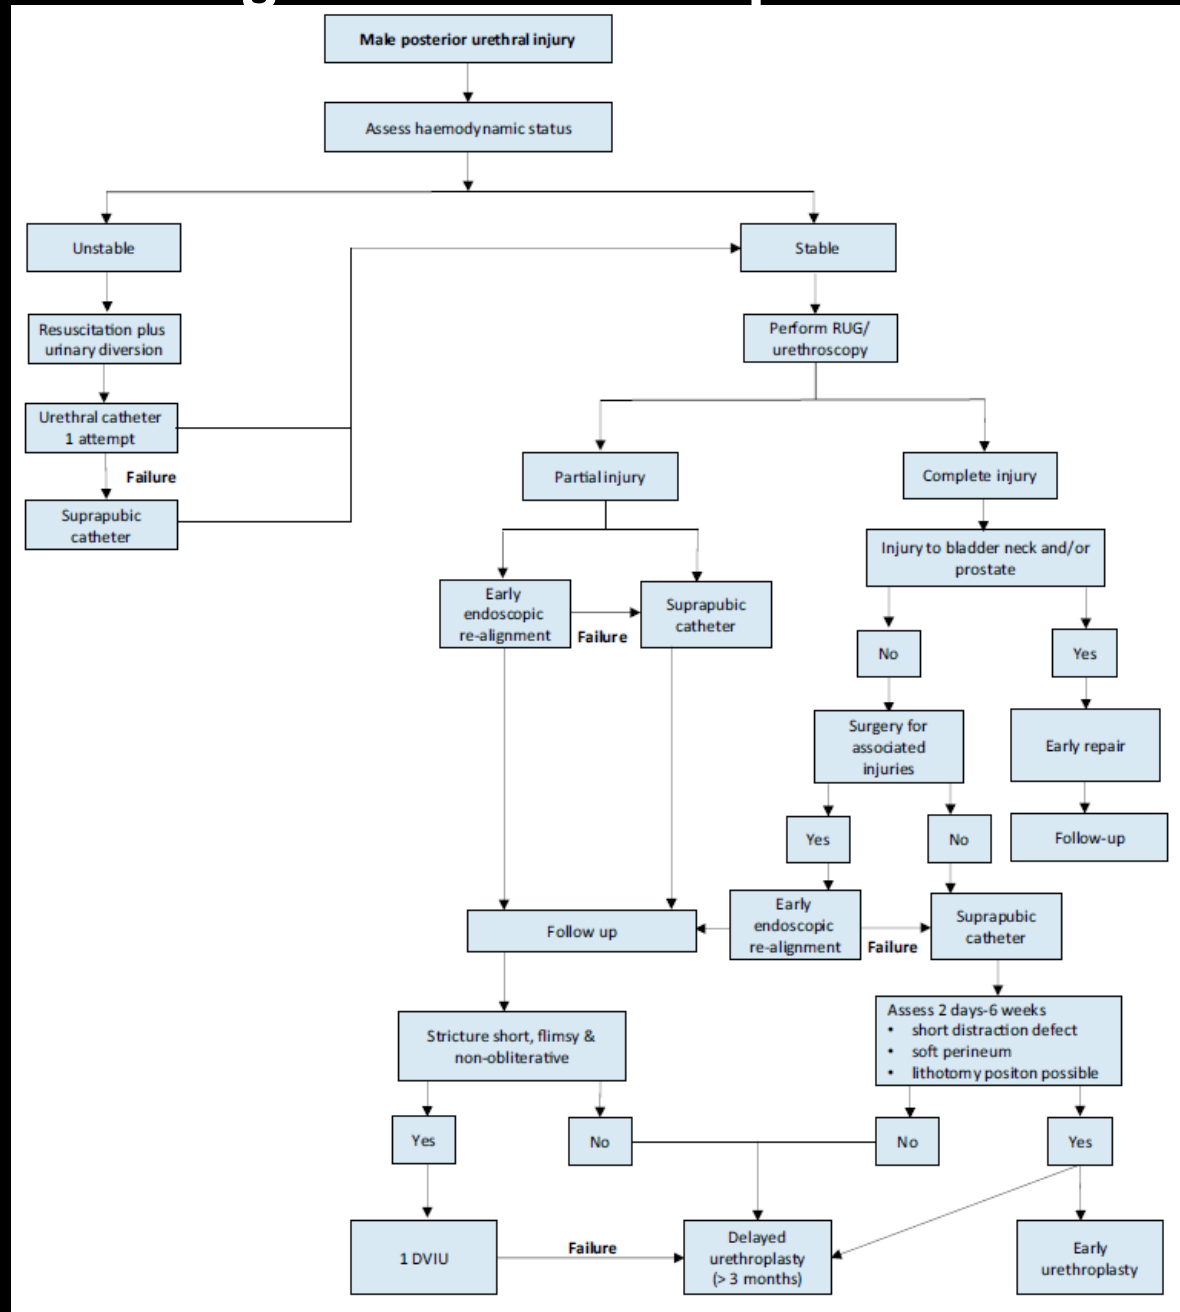 Male posterior urethral injury
Assess haemodynamic status
Unstable
Stable
Resuscitation plus
urinary diversion
Perform RUG/
urethroscopy
Urethral catheter
1 attempt
Failure
Suprapubic
catheter
Partial injury
Complete injury
Injury to bladder neck and/or
prostate
Early
endoscopic
re-alignment
Failure
Suprapubic
catheter
No
Yes
Surgery for
associated
injuries
Early repair
Yes
No
Follow-up
Follow up
Early
endoscopic
re-alignment
Failure
Suprapubic
catheter
Stricture short, flimsy &
non-obliterative
Assess 2 days-6 weeks
• short distraction defect
• soft perineum
• lithotomy positon possible
Yes
No
No
Yes
1 DVIU
Failure
Delayed
urethroplasty
(> 3 months)
Early
urethroplasty